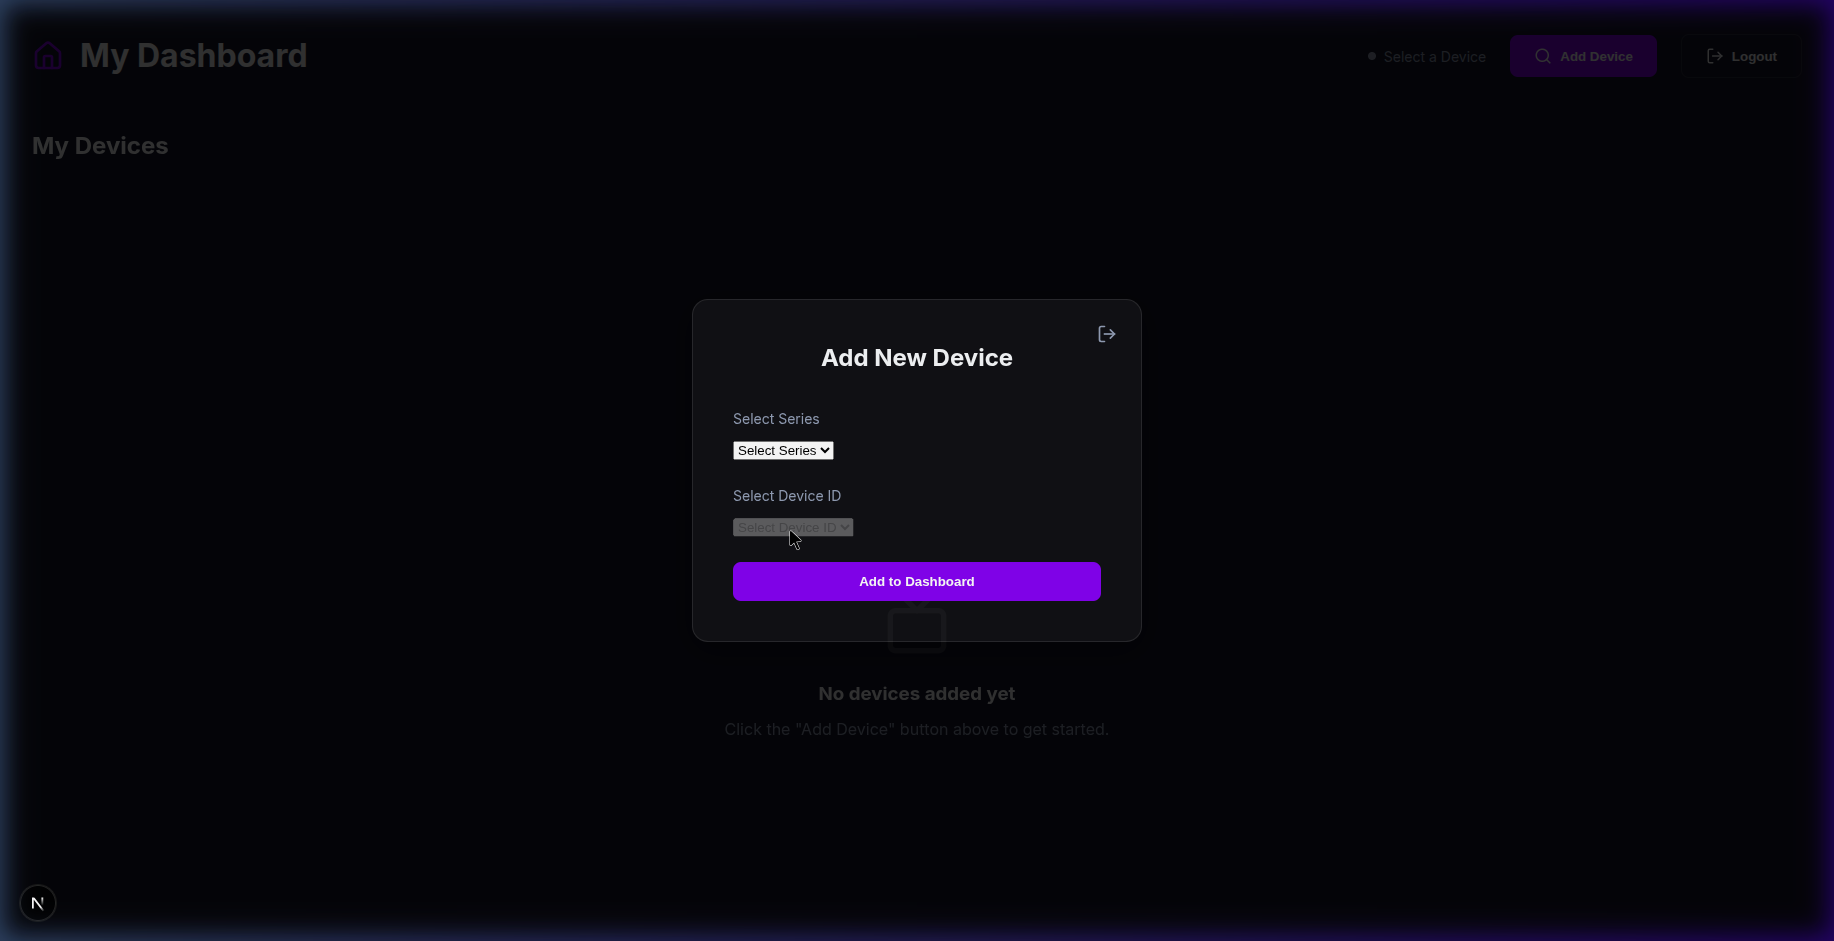 My Dashboard
Select a Device
Add Device
Logout
My Devices
Add New Device
Select Series
Select Series
Select Device ID
Select Device ID
Add to Dashboard
No devices added yet
Click the "Add Device" button above to get started.
N